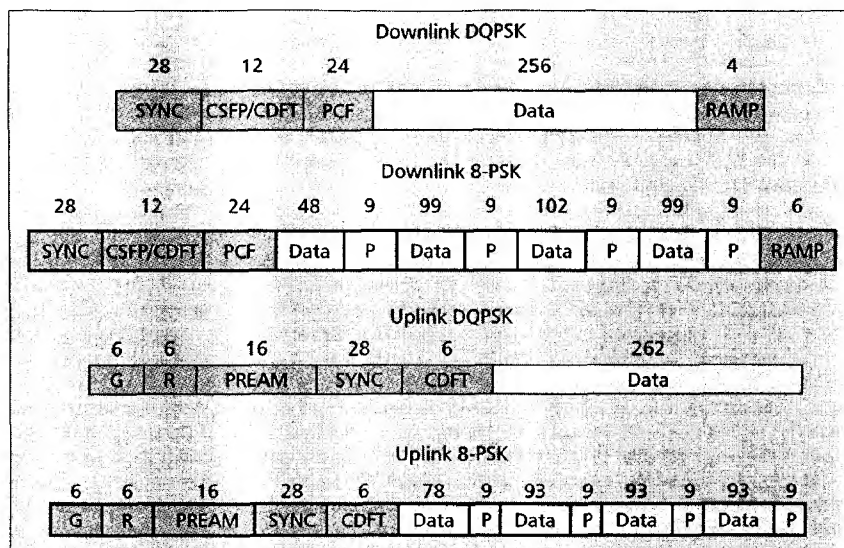 Downlink DQPSK
28 12 24 256 4
SYNC CSFP/CDFT PCF Data RAMP
Downlink 8-PSK
28 12 24 48 9 99 9 102 9 99 9 6
SYNC CSFP/CDFT PCF Data P Data P Data P Data P RAMP
Uplink DQPSK
6 6 16 28 6 262
G R PREAM SYNC CDFT Data
Uplink 8-PSK
6 6 16 28 6 78 9 93 9 93 9 93 9
G R PREAM SYNC CDFT Data P Data P Data P Data P